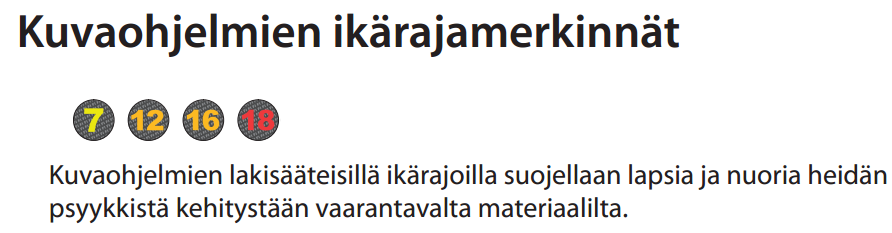 Kuvaohjelmien ikärajamerkinnät
7 12 16 18
Kuvaohjelmien lakisääteisillä ikärajoilla suojellaan lapsia ja nuoria heidän
psyykkistä kehitystään vaarantavalta materiaalilta.